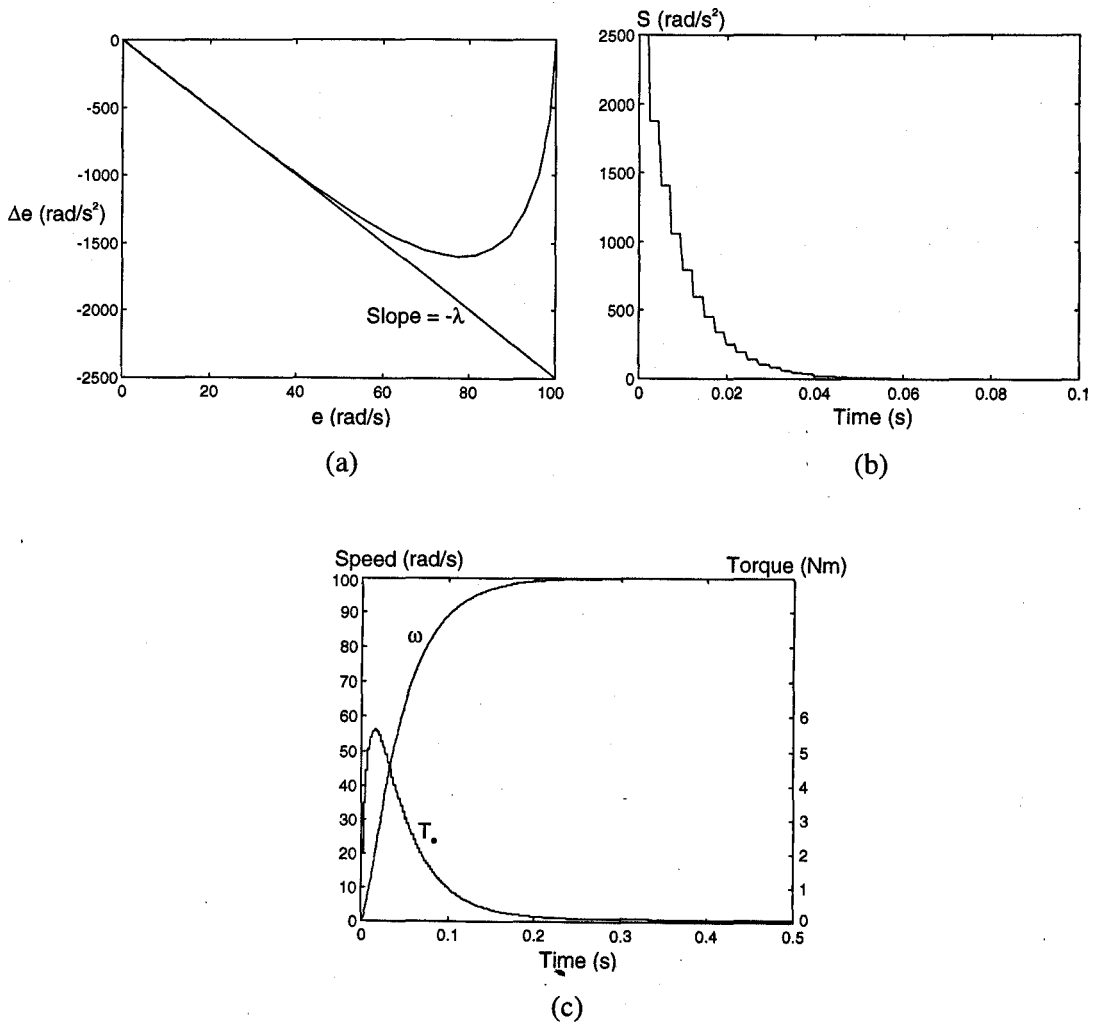 0
-500
-1000
Δe (rad/s²)
-1500
-2000
-2500
Slope = -λ
0 20 40 60 80 100
e (rad/s)
(a)
S (rad/s²)
2500
2000
1500
1000
500
0
0 0.02 0.04 0.06 0.08 0.1
Time (s)
(b)
Speed (rad/s)
Torque (Nm)
100
90
80
70
60
50
40
30
20
10
0
ω
Tₑ
6
5
4
3
2
1
0
0 0.1 0.2 0.3 0.4 0.5
Time (s)
(c)